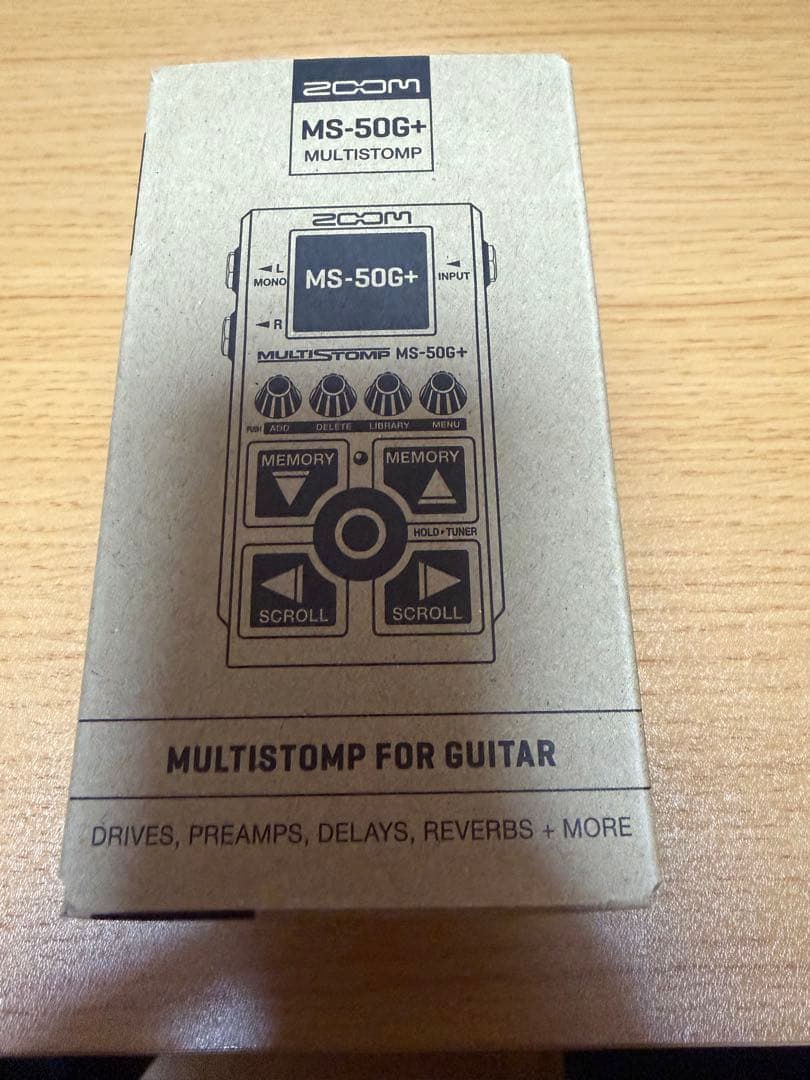 ZOOM
MS-50G+
MULTISTOMP
ZOOM
L
MONO
R
MS-50G+
INPUT
MULTISTOMP MS-50G+
PUSH ADD DELETE LIBRARY MENU
MEMORY MEMORY
HOLD▸TUNER
SCROLL SCROLL
MULTISTOMP FOR GUITAR
DRIVES, PREAMPS, DELAYS, REVERBS + MORE